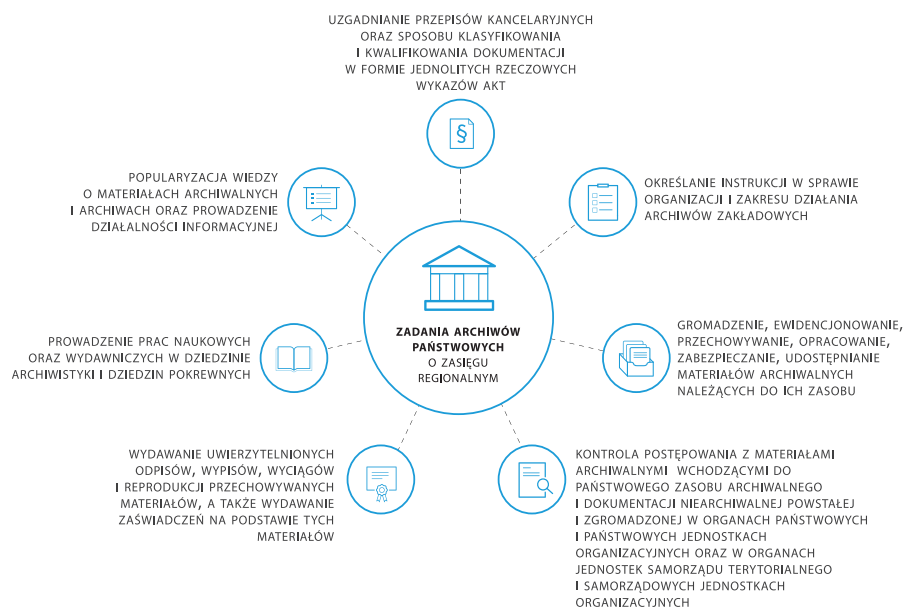 UZGADNIANIE PRZEPISÓW KANCELARYJNYCH
ORAZ SPOSOBU KLASYFIKOWANIA
I KWALIFIKOWANIA DOKUMENTACJI
W FORMIE JEDNOLITYCH RZECZOWYCH
WYKAZÓW AKT
§
POPULARYZACJA WIEDZY
O MATERIAŁACH ARCHIWALNYCH
I ARCHIWACH ORAZ PROWADZENIE
DZIAŁALNOŚCI INFORMACYJNEJ
OKREŚLANIE INSTRUKCJI W SPRAWIE
ORGANIZACJI I ZAKRESU DZIAŁANIA
ARCHIWÓW ZAKŁADOWYCH
ZADANIA ARCHIWÓW
PAŃSTWOWYCH
O ZASIĘGU
REGIONALNYM
PROWADZENIE PRAC NAUKOWYCH
ORAZ WYDAWNICZYCH W DZIEDZINIE
ARCHIWISTYKI I DZIEDZIN POKREWNYCH
GROMADZENIE, EWIDENCJONOWANIE,
PRZECHOWYWANIE, OPRACOWANIE,
ZABEZPIECZANIE, UDOSTĘPNIANIE
MATERIAŁÓW ARCHIWALNYCH
NALEŻĄCYCH DO ICH ZASOBU
WYDAWANIE UWIERZYTELNIONYCH
ODPISÓW, WYPISÓW, WYCIĄGÓW
I REPRODUKCJI PRZECHOWYWANYCH
MATERIAŁÓW, A TAKŻE WYDAWANIE
ZAŚWIADCZEŃ NA PODSTAWIE TYCH
MATERIAŁÓW
KONTROLA POSTĘPOWANIA Z MATERIAŁAMI
ARCHIWALNYMI WCHODZĄCYMI DO
PAŃSTWOWEGO ZASOBU ARCHIWALNEGO
I DOKUMENTACJI NIEARCHIWALNEJ POWSTAŁEJ
I ZGROMADZONEJ W ORGANACH PAŃSTWOWYCH
I PAŃSTWOWYCH JEDNOSTKACH
ORGANIZACYJNYCH ORAZ W ORGANACH
JEDNOSTEK SAMORZĄDU TERYTORIALNEGO
I SAMORZĄDOWYCH JEDNOSTKACH
ORGANIZACYJNYCH